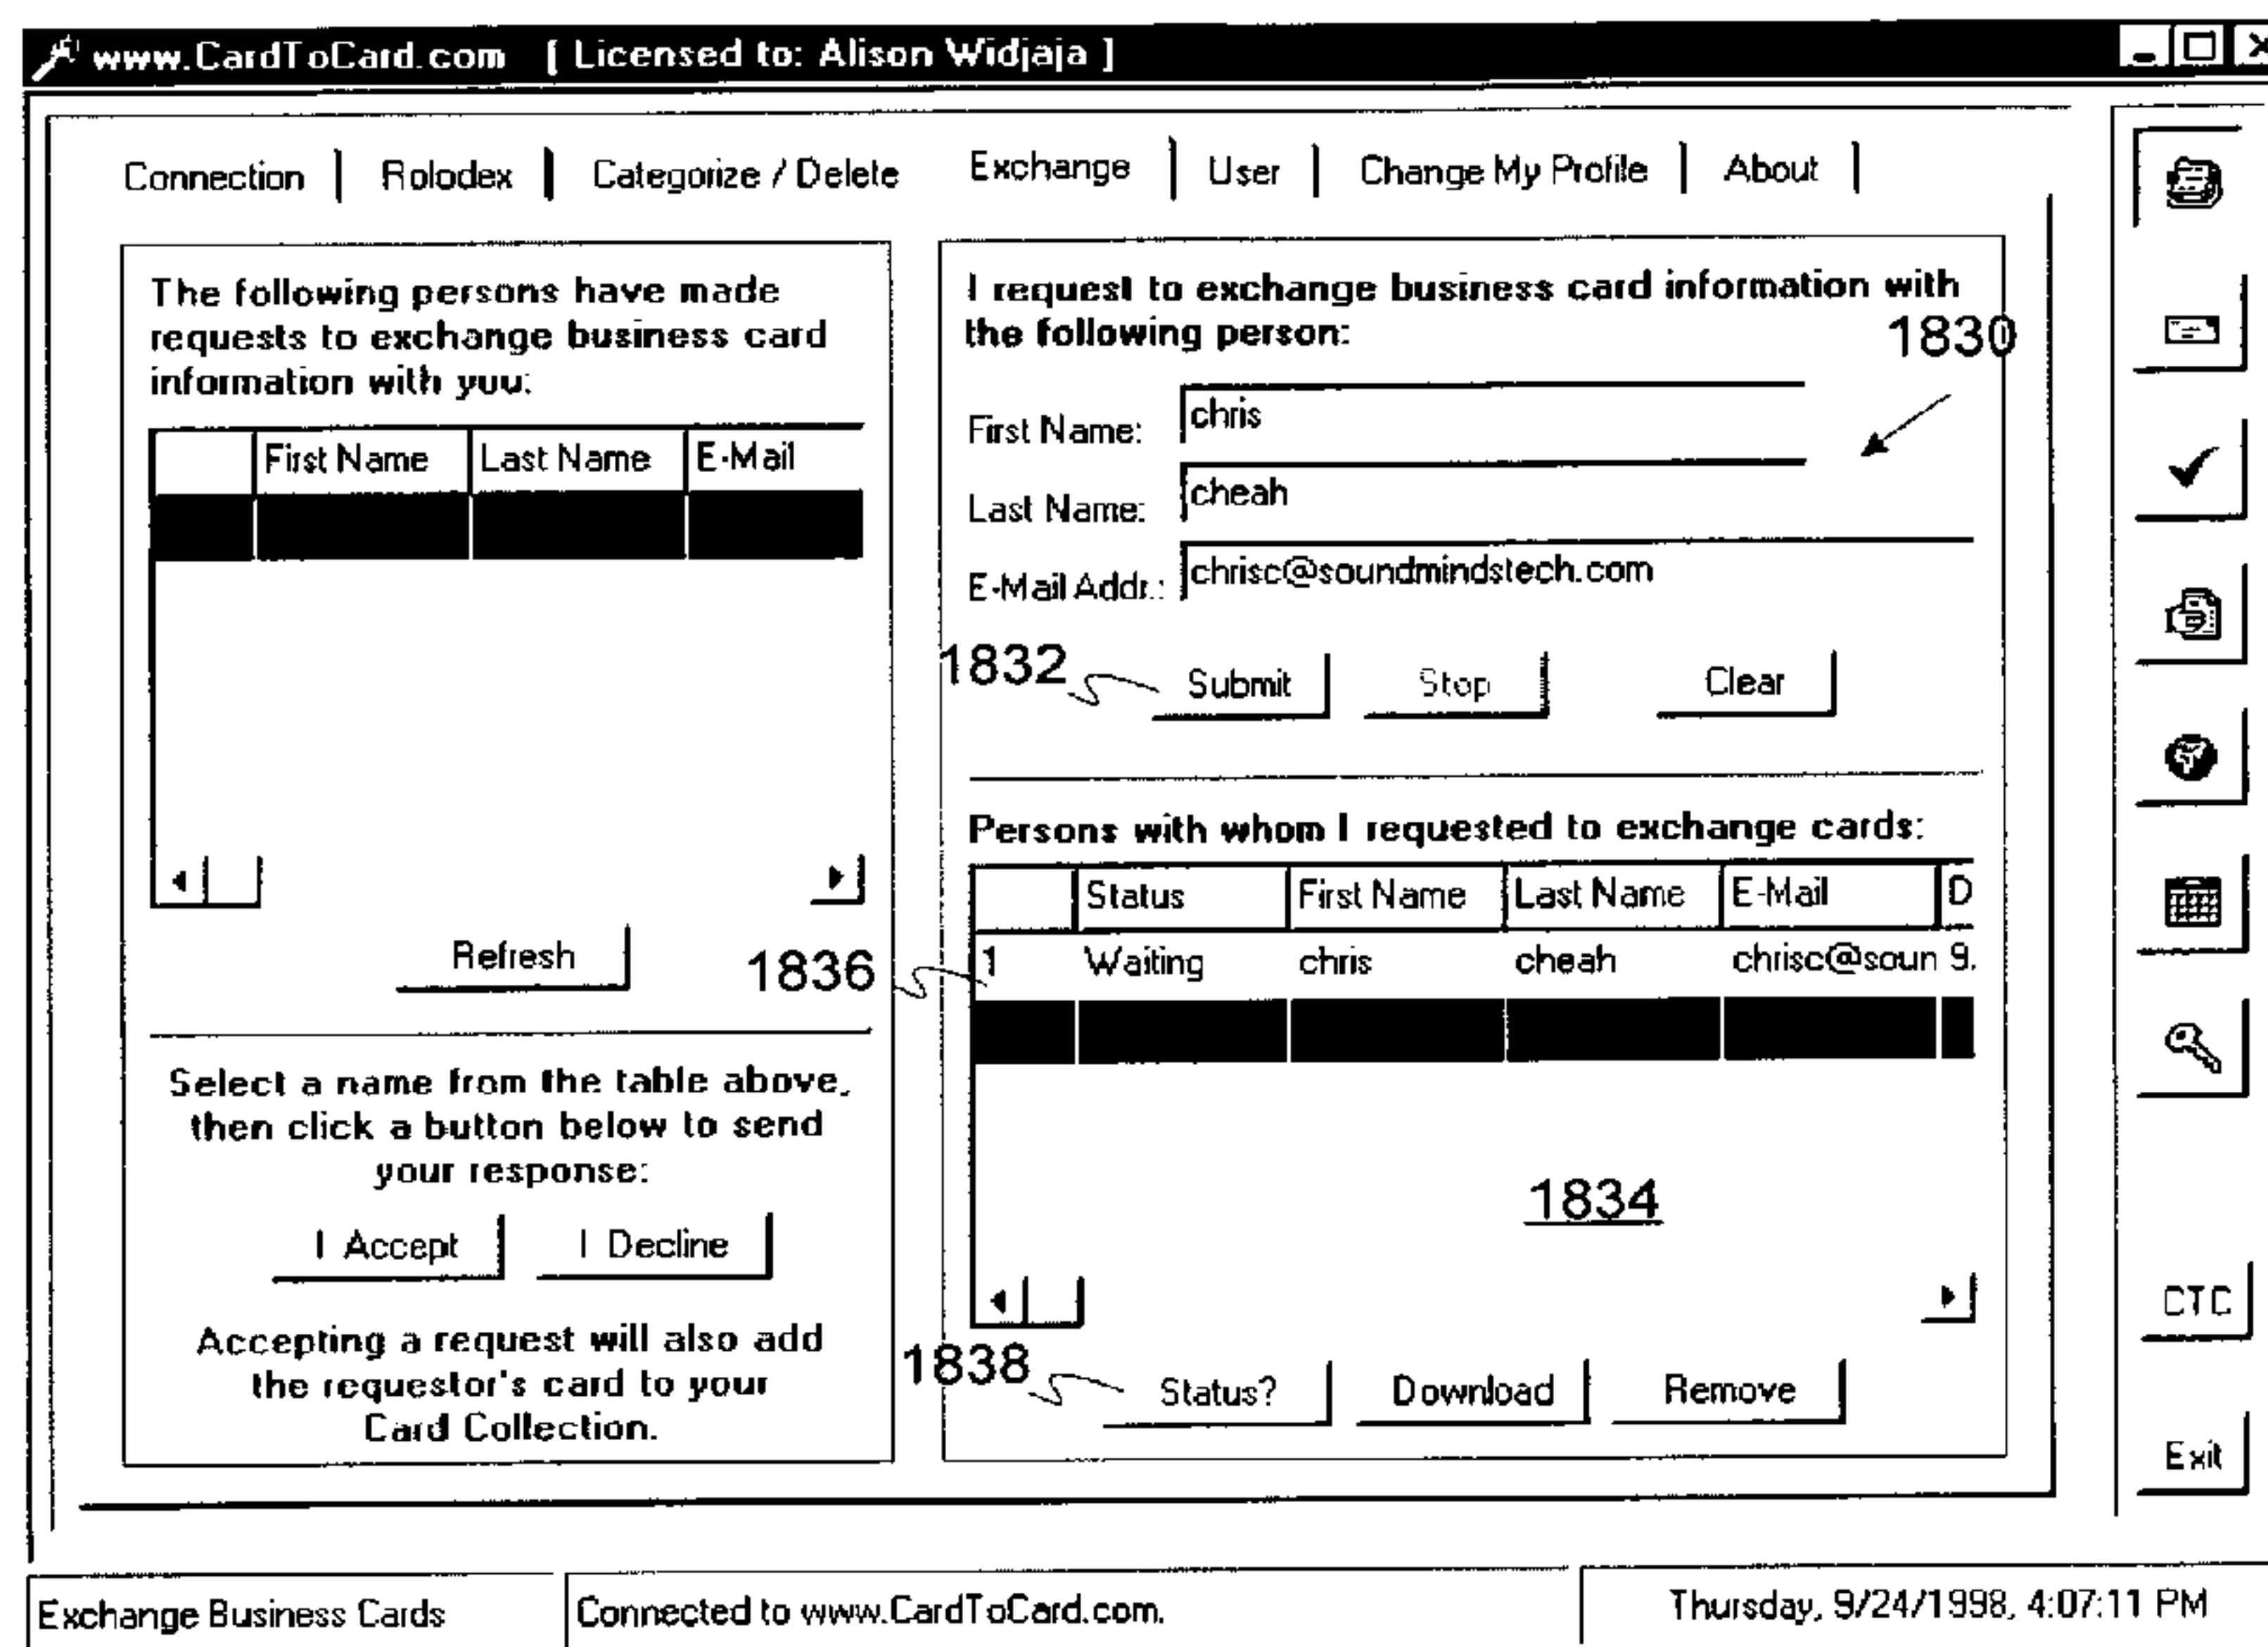 www.CardToCard.com [ Licensed to: Alison Widjaja ]
Connection | Rolodex | Categorize / Delete Exchange | User | Change My Profile | About |
The following persons have made
requests to exchange business card
information with you:
First Name Last Name E-Mail
Refresh
Select a name from the table above,
then click a button below to send
your response:
I Accept I Decline
Accepting a request will also add
the requestor's card to your
Card Collection.
I request to exchange business card information with
the following person:
1830
First Name: chris
Last Name: cheah
E-Mail Addr.: chrisc@soundmindstech.com
1832 Submit Stop Clear
Persons with whom I requested to exchange cards:
Status First Name Last Name E-Mail D
1836 1 Waiting chris cheah chrisc@soun 9.
1834
1838 Status? Download Remove
CTC
Exit
Exchange Business Cards Connected to www.CardToCard.com. Thursday, 9/24/1998, 4:07:11 PM